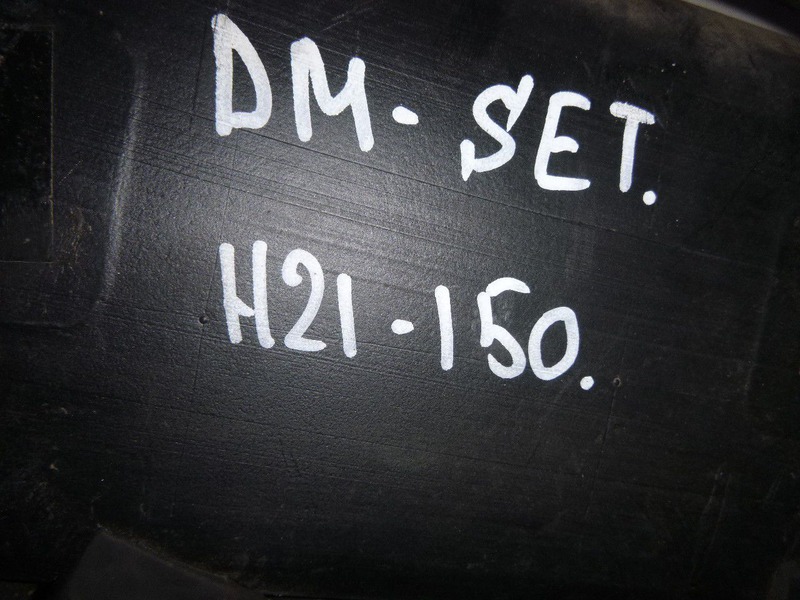 DM- SET.
H21-150.